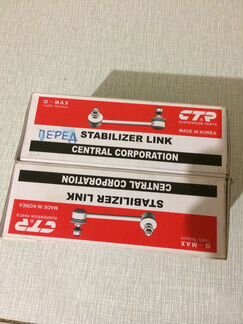 Q-MAX
CTR
SUSPENSION PARTS
MADE IN KOREA
ПЕРЕД STABILIZER LINK
CENTRAL CORPORATION
CENTRAL CORPORATION
STABILIZER LINK
MADE IN KOREA
SUSPENSION PARTS
CTR
Q-MAX